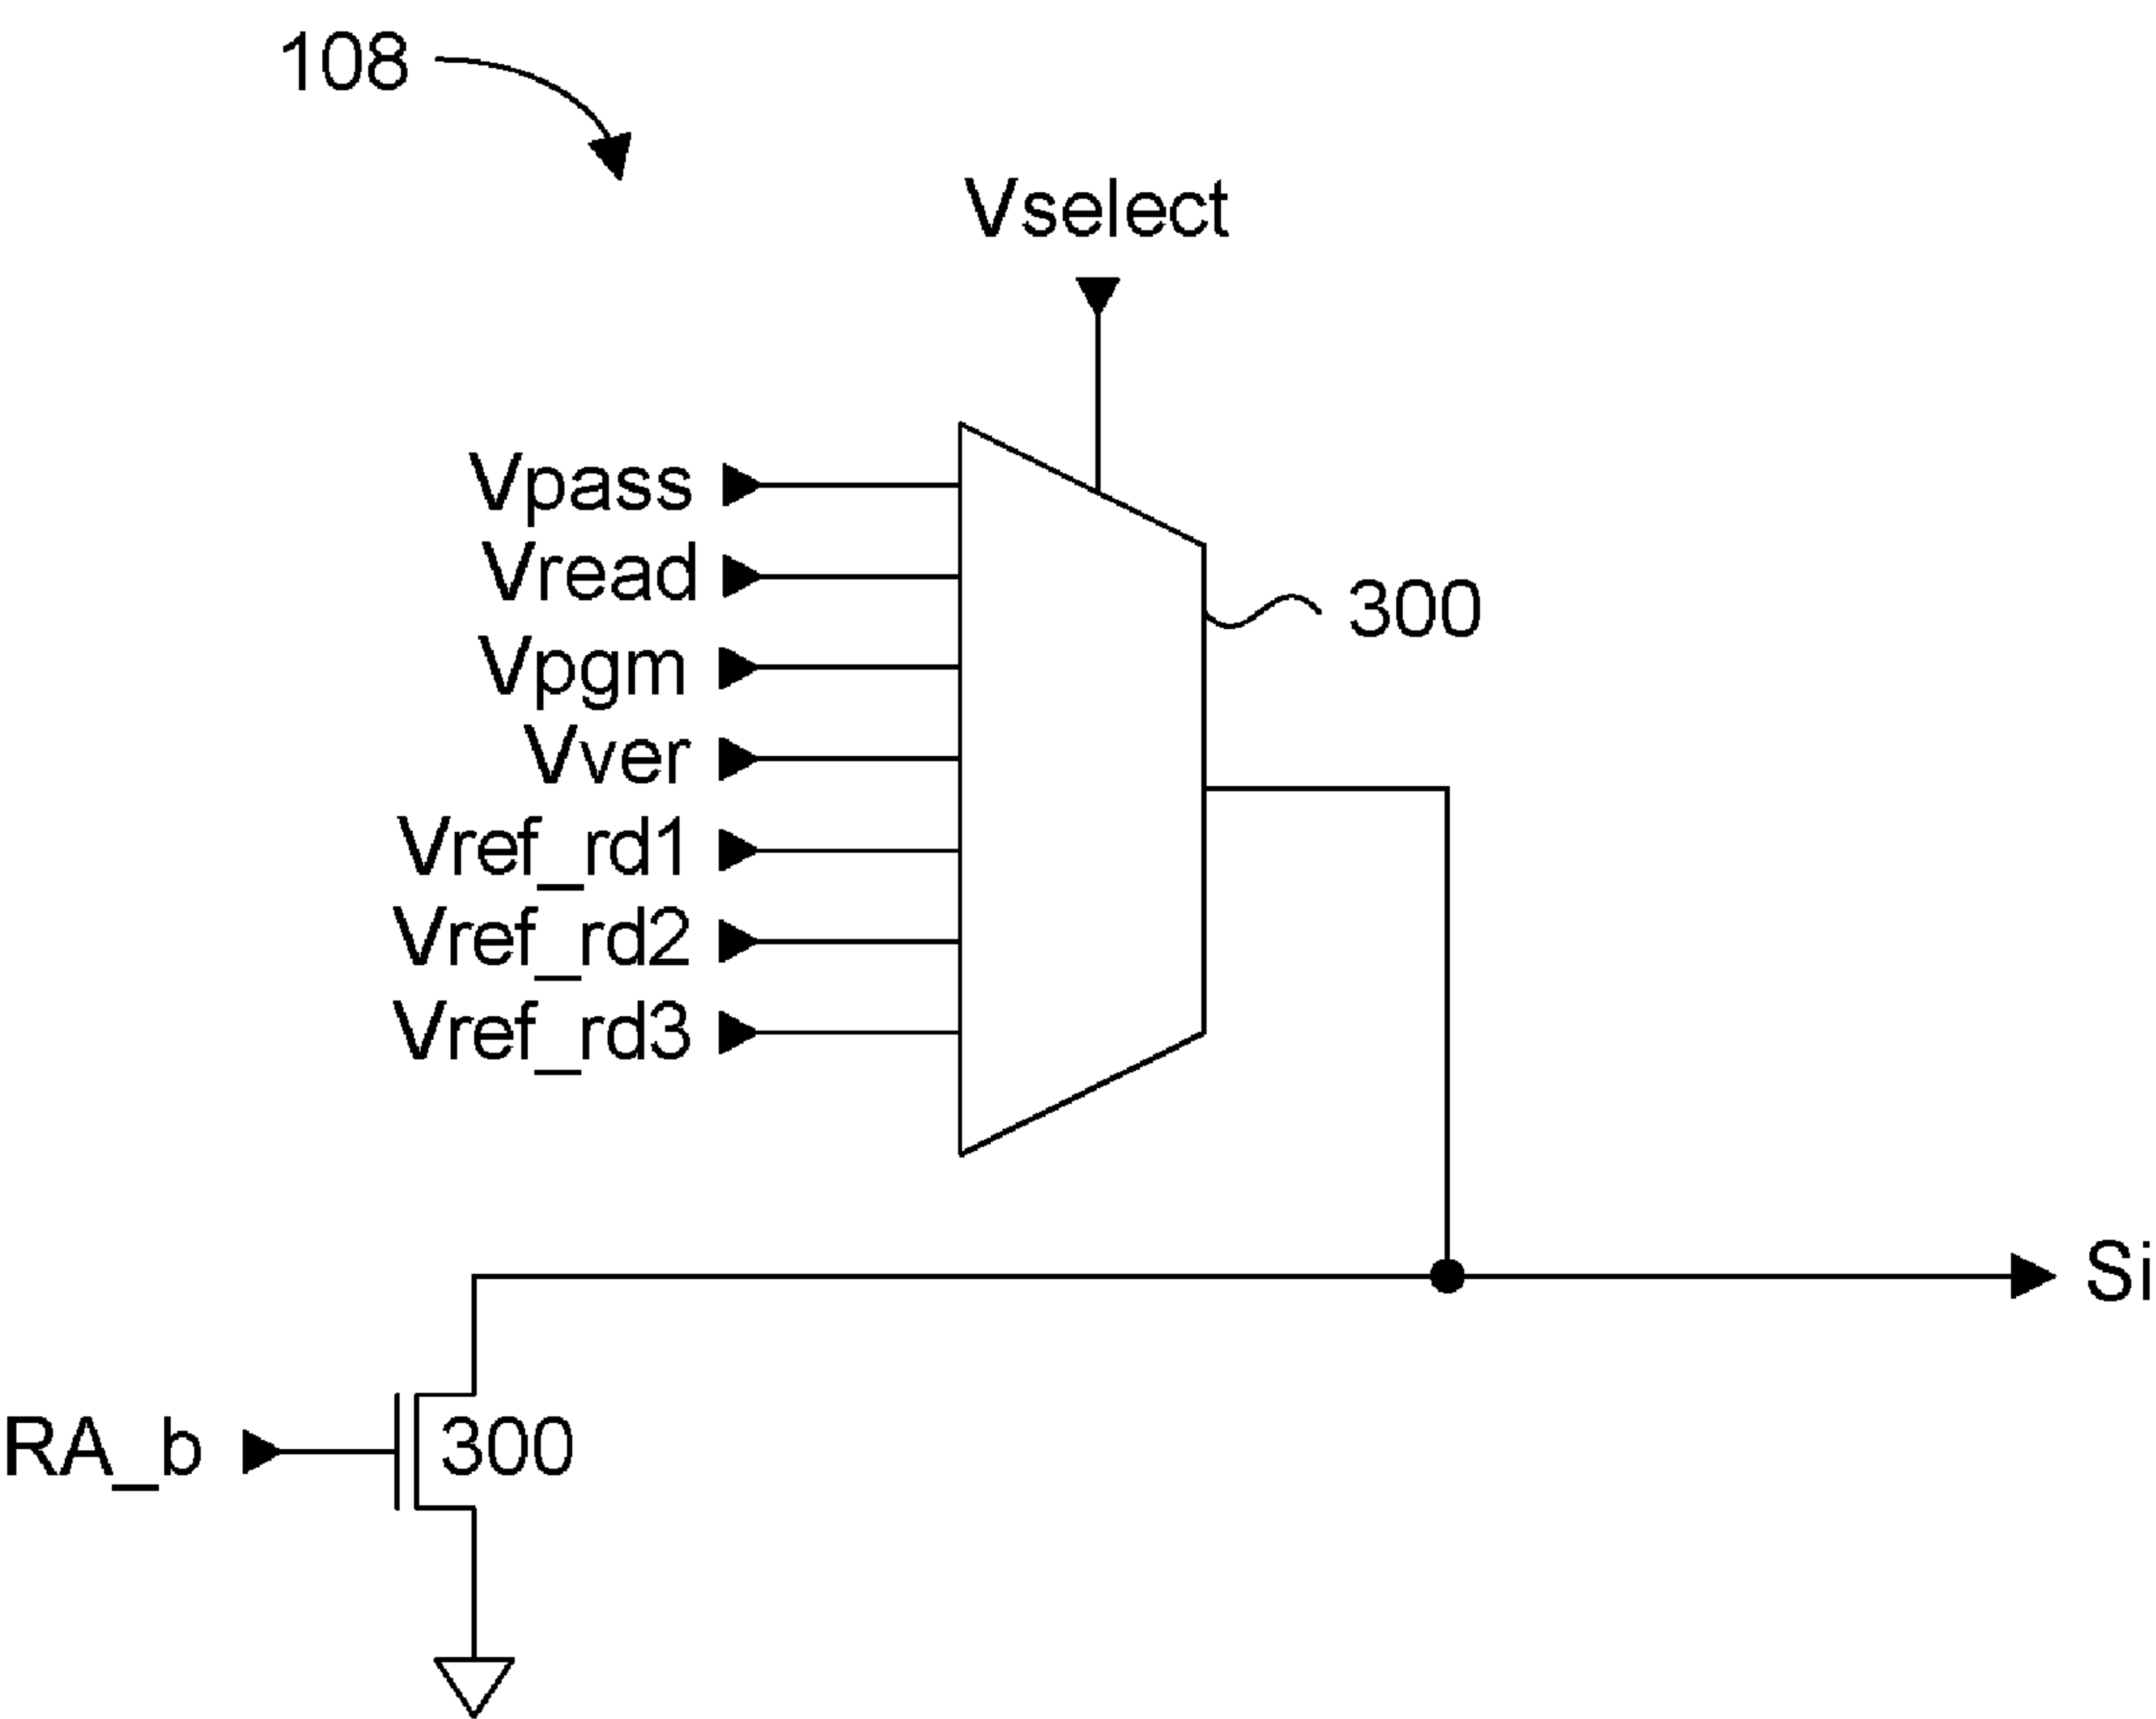 108
Vselect
Vpass
Vread
300
Vpgm
Vver
Vref_rd1
Vref_rd2
Vref_rd3
Si
RA_b
300